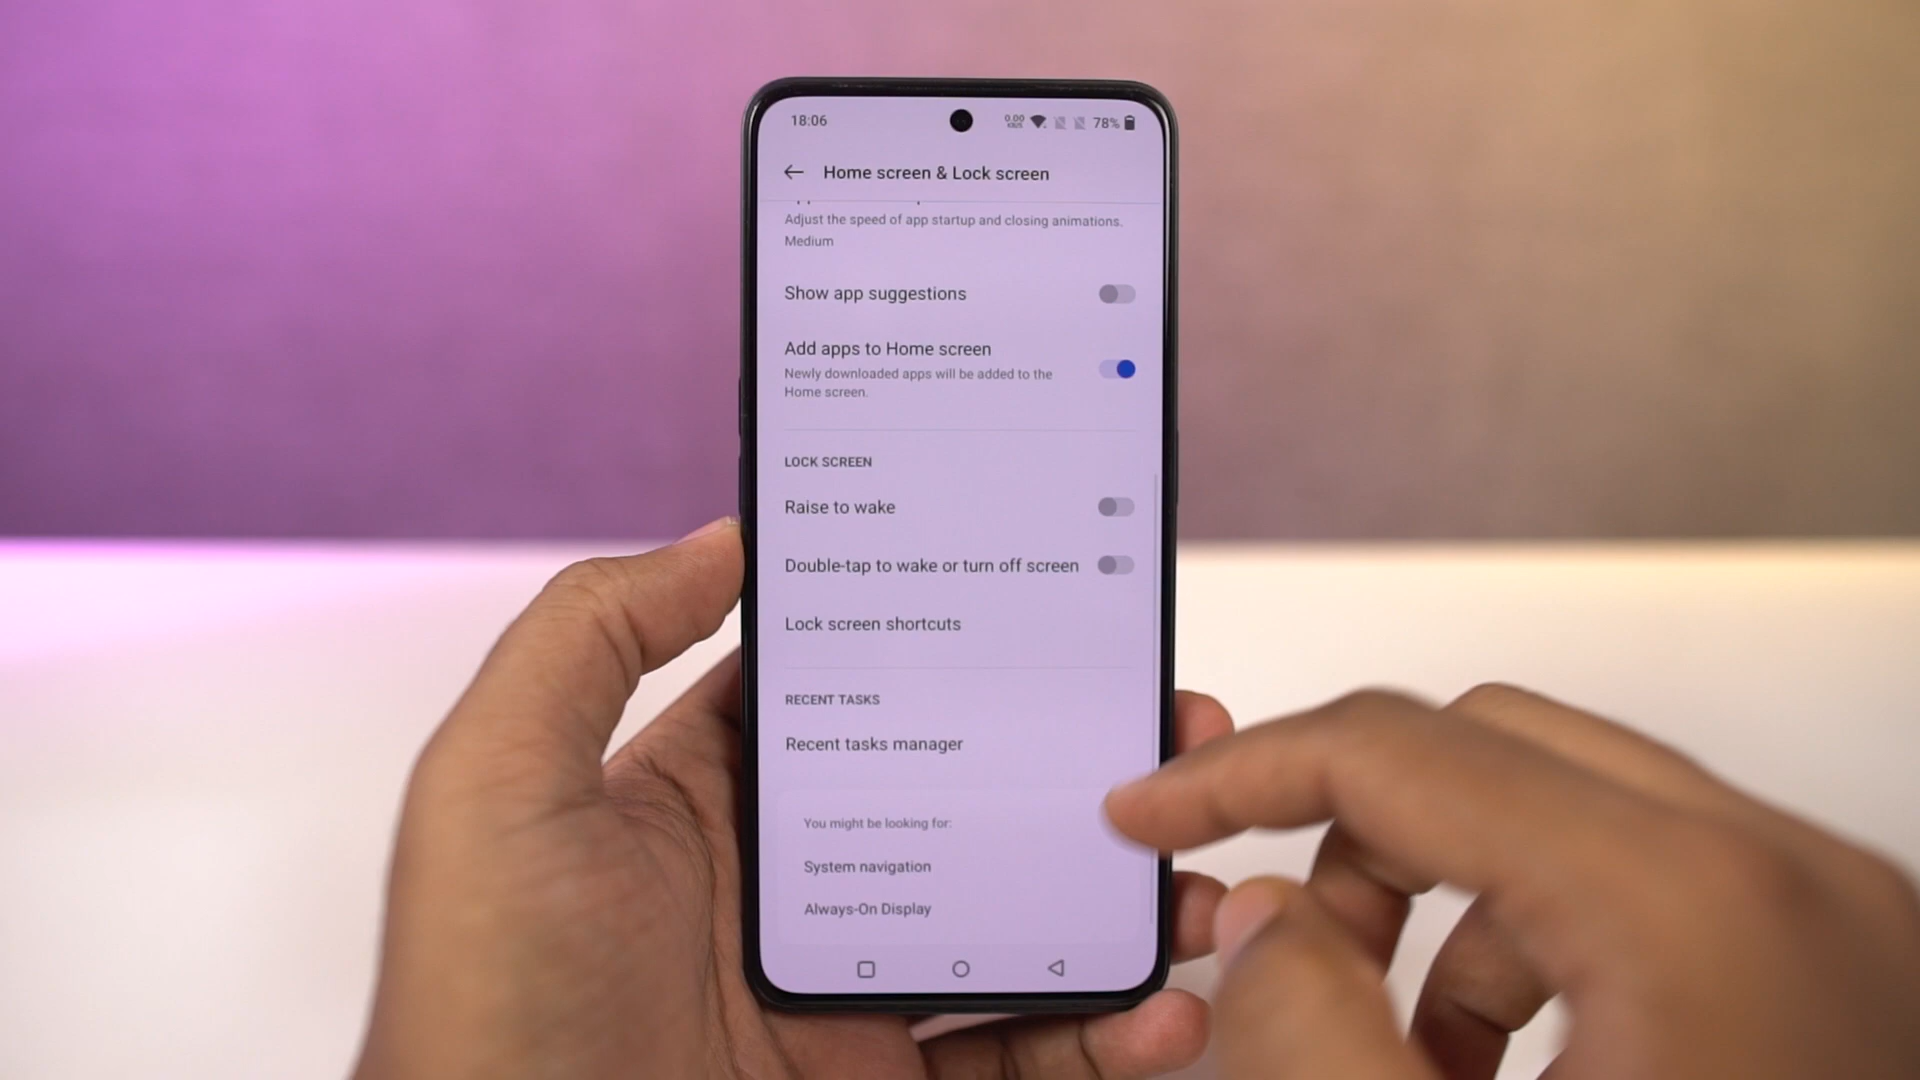 18:06
0.00
KB/S
78%
Home screen & Lock screen
Adjust the speed of app startup and closing animations.
Medium
Show app suggestions
Add apps to Home screen
Newly downloaded apps will be added to the
Home screen.
LOCK SCREEN
Raise to wake
Double-tap to wake or turn off screen
Lock screen shortcuts
RECENT TASKS
Recent tasks manager
You might be looking for:
System navigation
Always-On Display